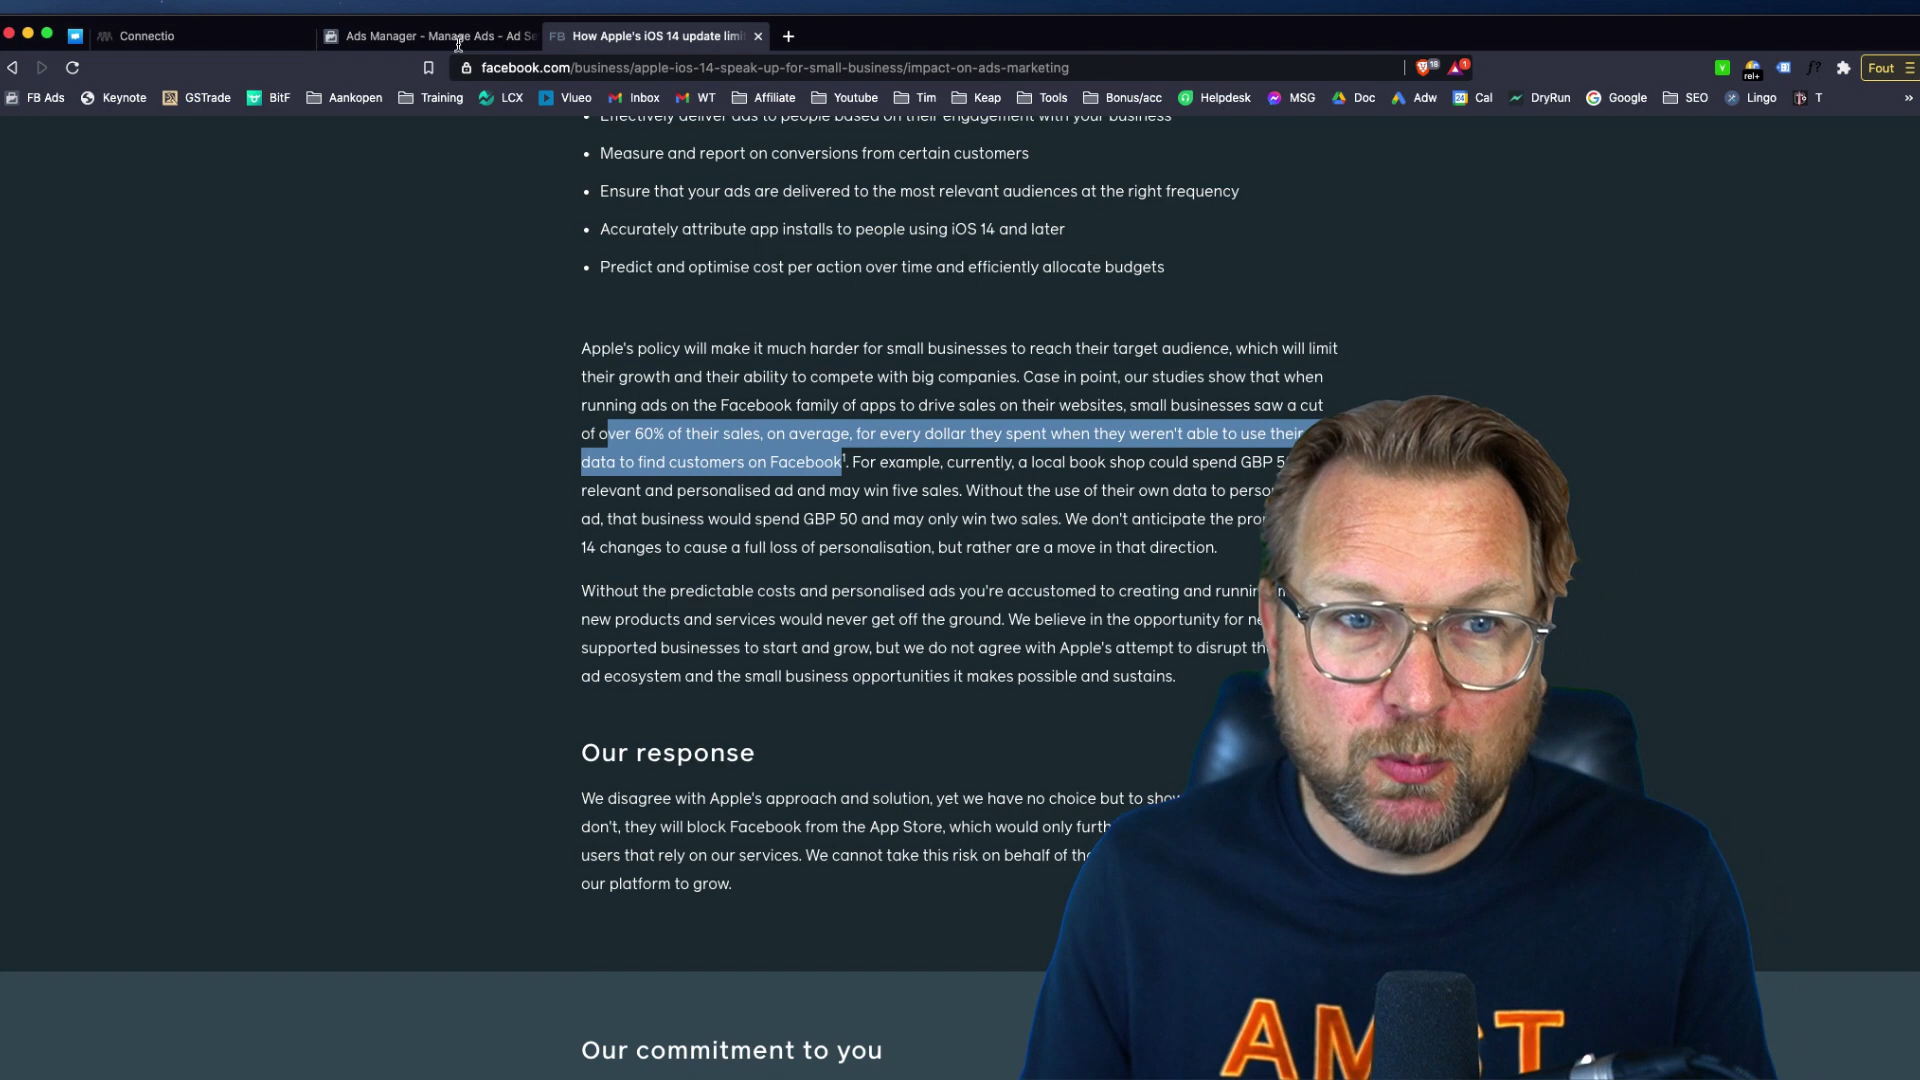 Connectio
Ads Manager - Manage Ads - Ad Se
FB How Apple's iOS 14 update limi
facebook.com/business/apple-ios-14-speak-up-for-small-business/impact-on-ads-marketing
18
1
rel+
f?
Fout
FB Ads Keynote GSTrade BitF Aankopen Training LCX Vlueo Inbox WT Affiliate Youtube Tim Keap Tools Bonus/acc Helpdesk MSG Doc Adw 24 Cal DryRun Google SEO Lingo T »
• Effectively deliver ads to people based on their engagement with your business
• Measure and report on conversions from certain customers
• Ensure that your ads are delivered to the most relevant audiences at the right frequency
• Accurately attribute app installs to people using iOS 14 and later
• Predict and optimise cost per action over time and efficiently allocate budgets
Apple's policy will make it much harder for small businesses to reach their target audience, which will limit
their growth and their ability to compete with big companies. Case in point, our studies show that when
running ads on the Facebook family of apps to drive sales on their websites, small businesses saw a cut
of over 60% of their sales, on average, for every dollar they spent when they weren't able to use their
data to find customers on Facebook¹. For example, currently, a local book shop could spend GBP 5
relevant and personalised ad and may win five sales. Without the use of their own data to perso
ad, that business would spend GBP 50 and may only win two sales. We don't anticipate the pro
14 changes to cause a full loss of personalisation, but rather are a move in that direction.
Without the predictable costs and personalised ads you're accustomed to creating and runnin
new products and services would never get off the ground. We believe in the opportunity for ne
supported businesses to start and grow, but we do not agree with Apple's attempt to disrupt th
ad ecosystem and the small business opportunities it makes possible and sustains.
Our response
We disagree with Apple's approach and solution, yet we have no choice but to show
don't, they will block Facebook from the App Store, which would only furth
users that rely on our services. We cannot take this risk on behalf of the
our platform to grow.
Our commitment to you